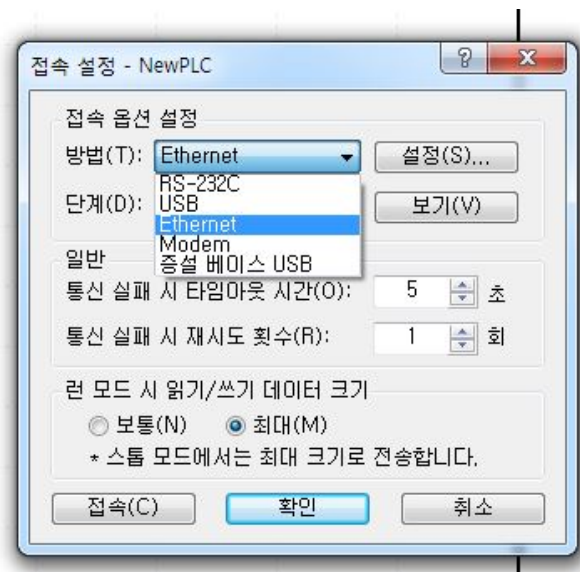 접속 설정 - NewPLC
접속 옵션 설정
방법(T): Ethernet 설정(S)...
RS-232C
단계(D): USB 보기(V)
Ethernet
Modem
일반
증설 베이스 USB
통신 실패 시 타임아웃 시간(O): 5 초
통신 실패 시 재시도 횟수(R): 1 회
런 모드 시 읽기/쓰기 데이터 크기
보통(N) 최대(M)
* 스톱 모드에서는 최대 크기로 전송합니다.
접속(C) 확인 취소